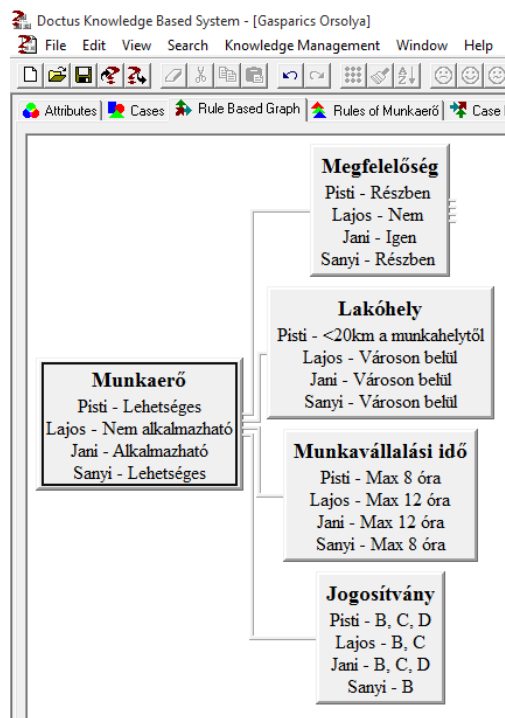 Doctus Knowledge Based System - [Gasparics Orsolya]
File Edit View Search Knowledge Management Window Help
Attributes Cases Rule Based Graph Rules of Munkaerő Case
Megfelelőség
Pisti - Részben
Lajos - Nem
Jani - Igen
Sanyi - Részben
Lakóhely
Pisti - <20km a munkahelytől
Lajos - Városon belül
Jani - Városon belül
Sanyi - Városon belül
Munkaerő
Pisti - Lehetséges
Lajos - Nem alkalmazható
Jani - Alkalmazható
Sanyi - Lehetséges
Munkavállalási idő
Pisti - Max 8 óra
Lajos - Max 12 óra
Jani - Max 12 óra
Sanyi - Max 8 óra
Jogosítvány
Pisti - B, C, D
Lajos - B, C
Jani - B, C, D
Sanyi - B